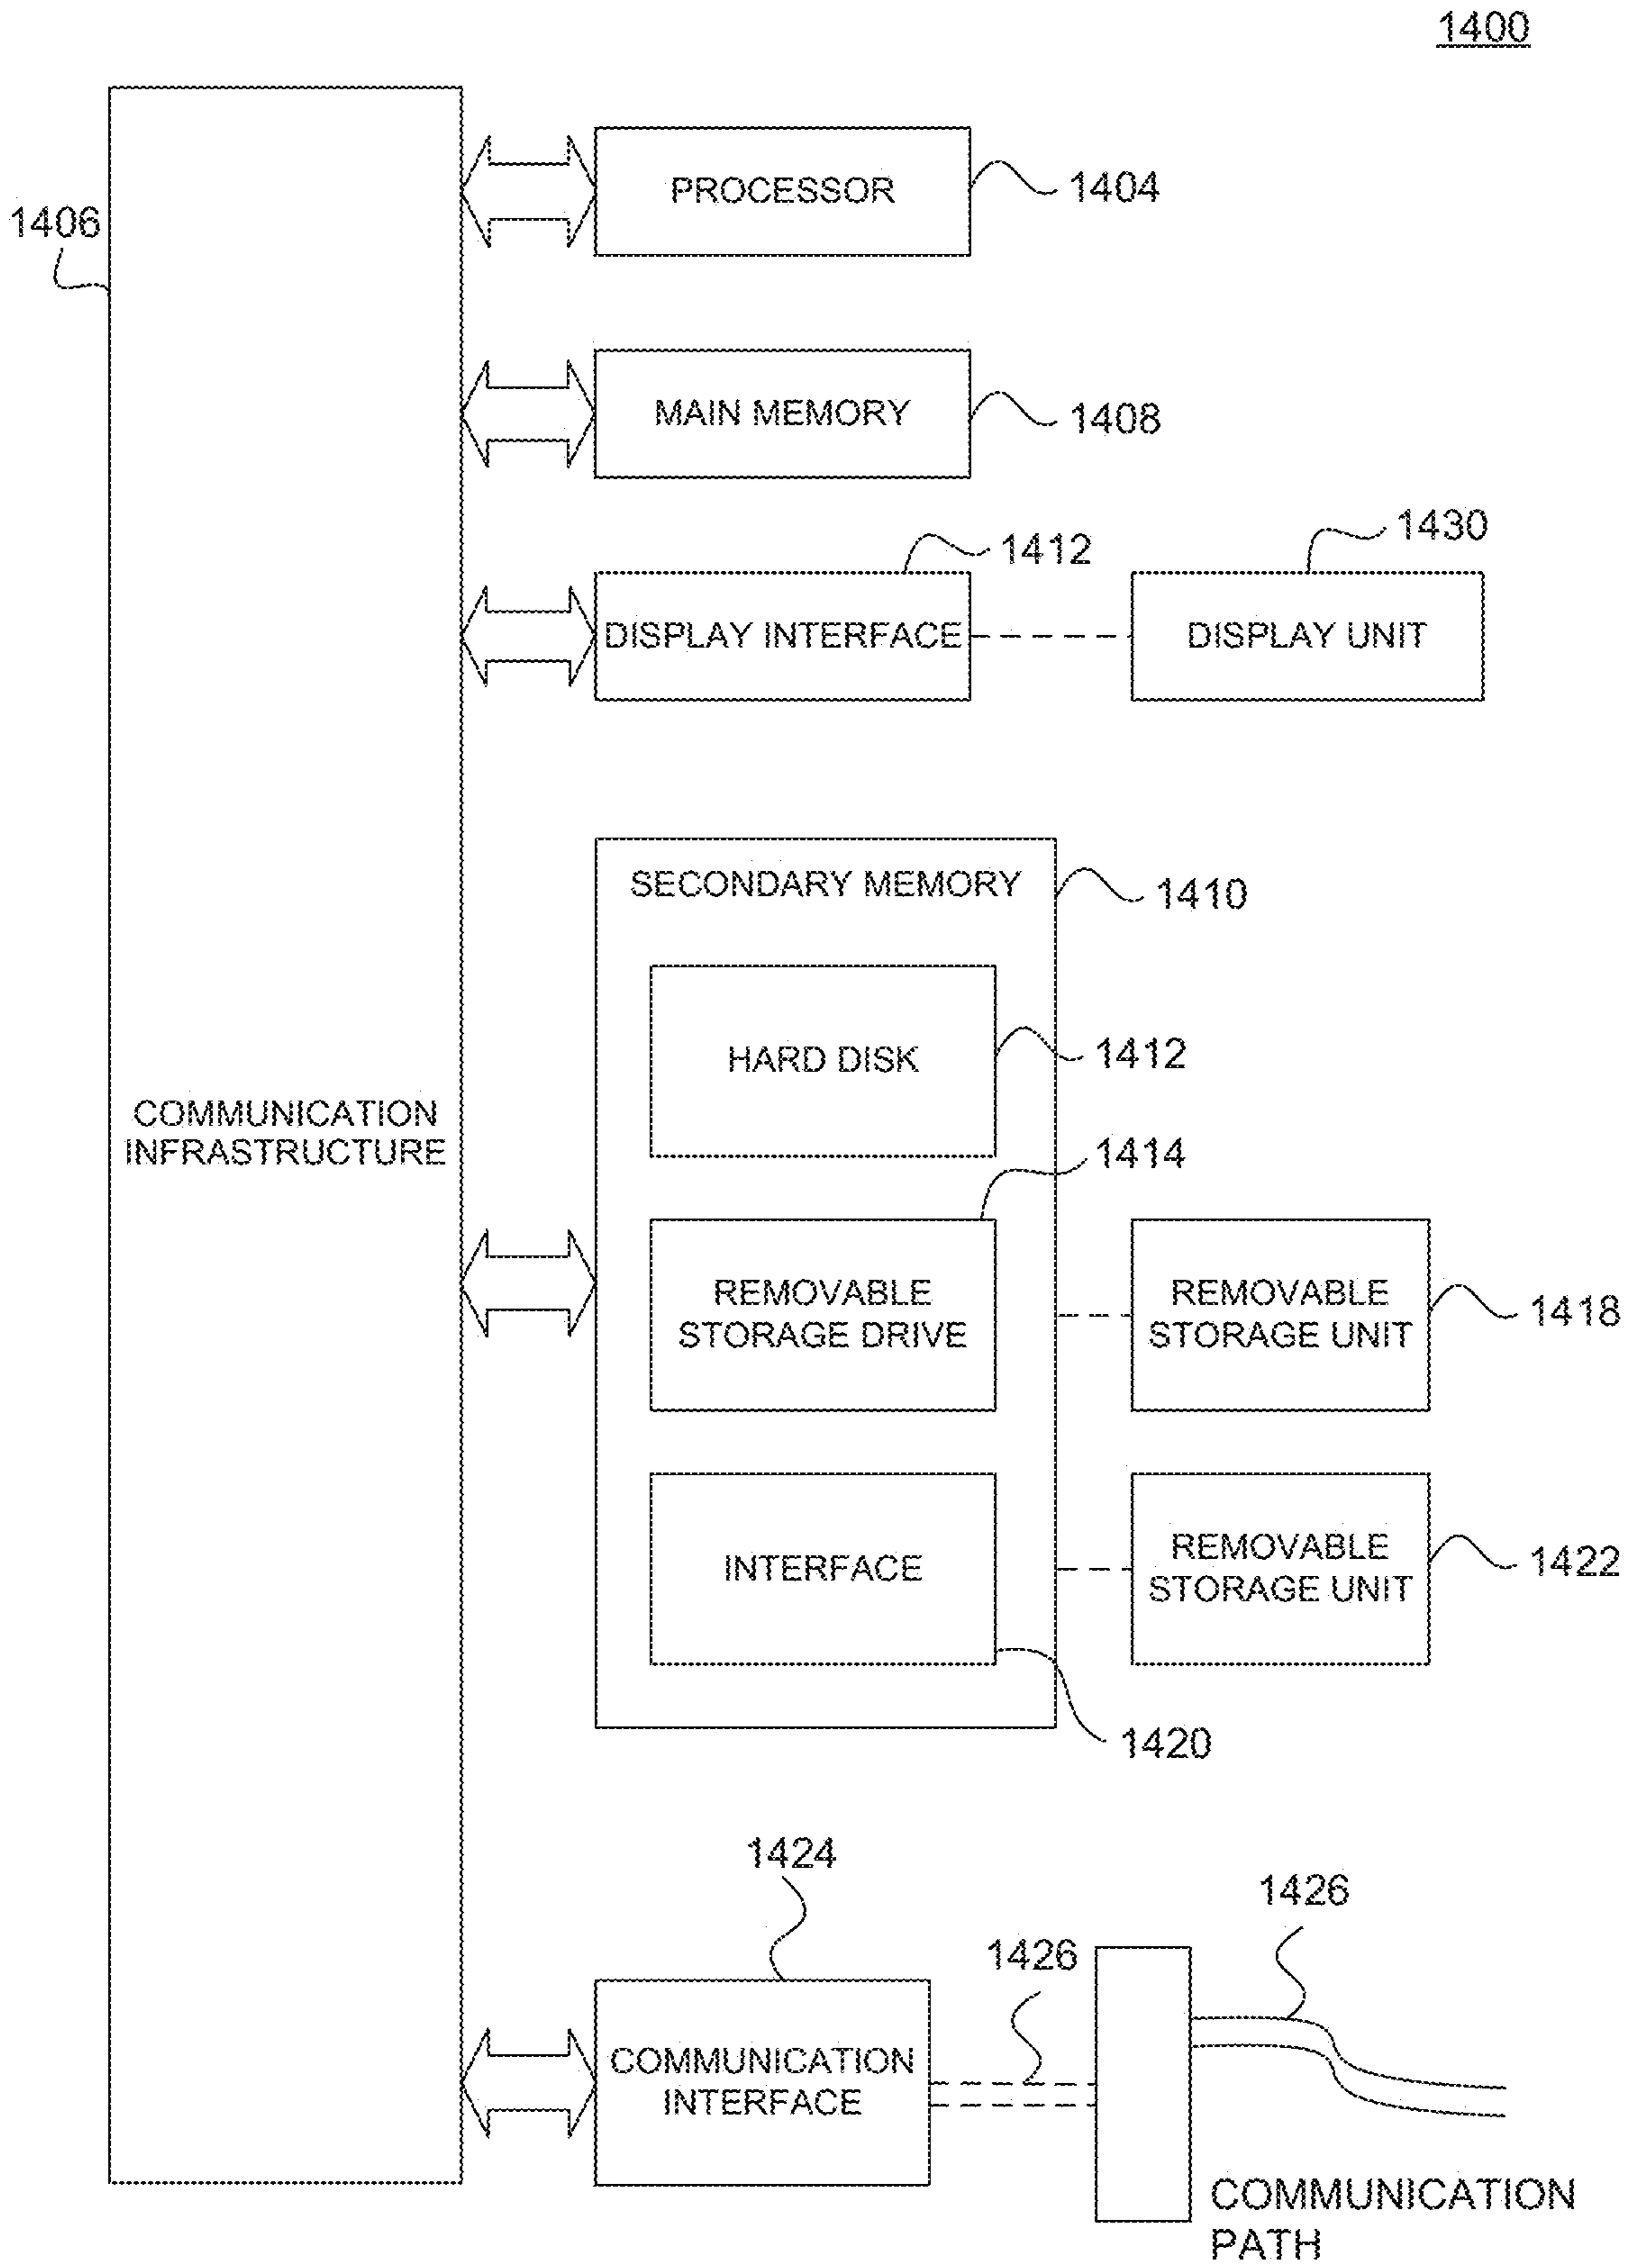 1400
1406
PROCESSOR
1404
MAIN MEMORY
1408
1412
1430
DISPLAY INTERFACE
DISPLAY UNIT
SECONDARY MEMORY
1410
HARD DISK
1412
COMMUNICATION
INFRASTRUCTURE
1414
REMOVABLE
STORAGE DRIVE
REMOVABLE
STORAGE UNIT
1418
INTERFACE
REMOVABLE
STORAGE UNIT
1422
1420
1424
1426
1426
COMMUNICATION
INTERFACE
COMMUNICATION
PATH